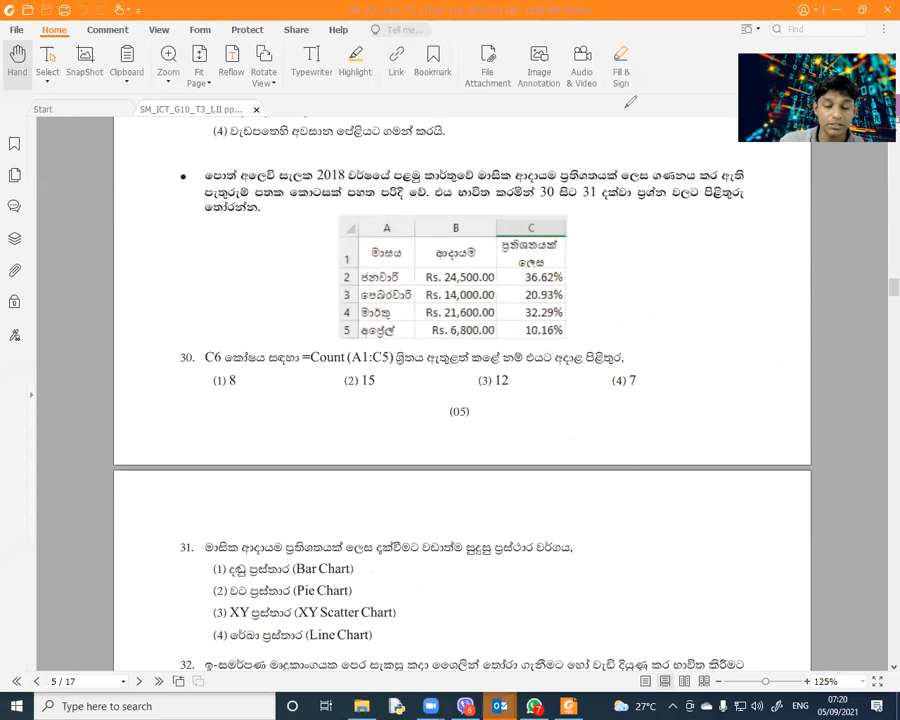 File Home Comment View Form Protect Share Help Tell me... Find
Hand Select SnapShot Clipboard Zoom Fit Page Reflow Rotate View Typewriter Highlight Link Bookmark File Attachment Image Annotation Audio & Video Fill & Sign
Start SM_ICT_G10_T3_I,II pp...
(4) වැඩපතෙහි අවසාන පේළියට ගමන් කරයි.
• පොත් අලෙවි සැලක 2018 වර්ෂයේ පළමු කාර්තුවේ මාසික ආදායම ප්‍රතිශතයක් ලෙස ගණනය කර ඇති
පැතුරුම් පතක කොටසක් පහත පරිදි වේ. එය භාවිත කරමින් 30 සිට 31 දක්වා ප්‍රශ්න වලට පිළිතුරු
තෝරන්න.
A B C
1 මාසය ආදායම ප්‍රතිශතයක් ලෙස
2 ජනවාරි Rs. 24,500.00 36.62%
3 පෙබරවාරි Rs. 14,000.00 20.93%
4 මාර්තු Rs. 21,600.00 32.29%
5 අප්‍රේල් Rs. 6,800.00 10.16%
30. C6 කෝෂය සඳහා =Count (A1:C5) ශ්‍රිතය ඇතුළත් කළේ නම් එයට අදාළ පිළිතුර,
(1) 8 (2) 15 (3) 12 (4) 7
(05)
31. මාසික ආදායම ප්‍රතිශතයක් ලෙස දැක්වීමට වඩාත්ම සුදුසු ප්‍රස්ථාර වර්ගය,
(1) දඬු ප්‍රස්තාර (Bar Chart)
(2) වට ප්‍රස්තාර (Pie Chart)
(3) XY ප්‍රස්තාර (XY Scatter Chart)
(4) රේඛා ප්‍රස්තාර (Line Chart)
32. ඉ-සමර්පණ මෘදුකාංගයක පෙර සැකසූ කදා ශෛලීන් තෝරා ගැනීමට හෝ වැඩි දියුණු කර භාවිත කිරීමට
5 / 17 125%
Type here to search 27°C ENG 07:20
05/09/2021